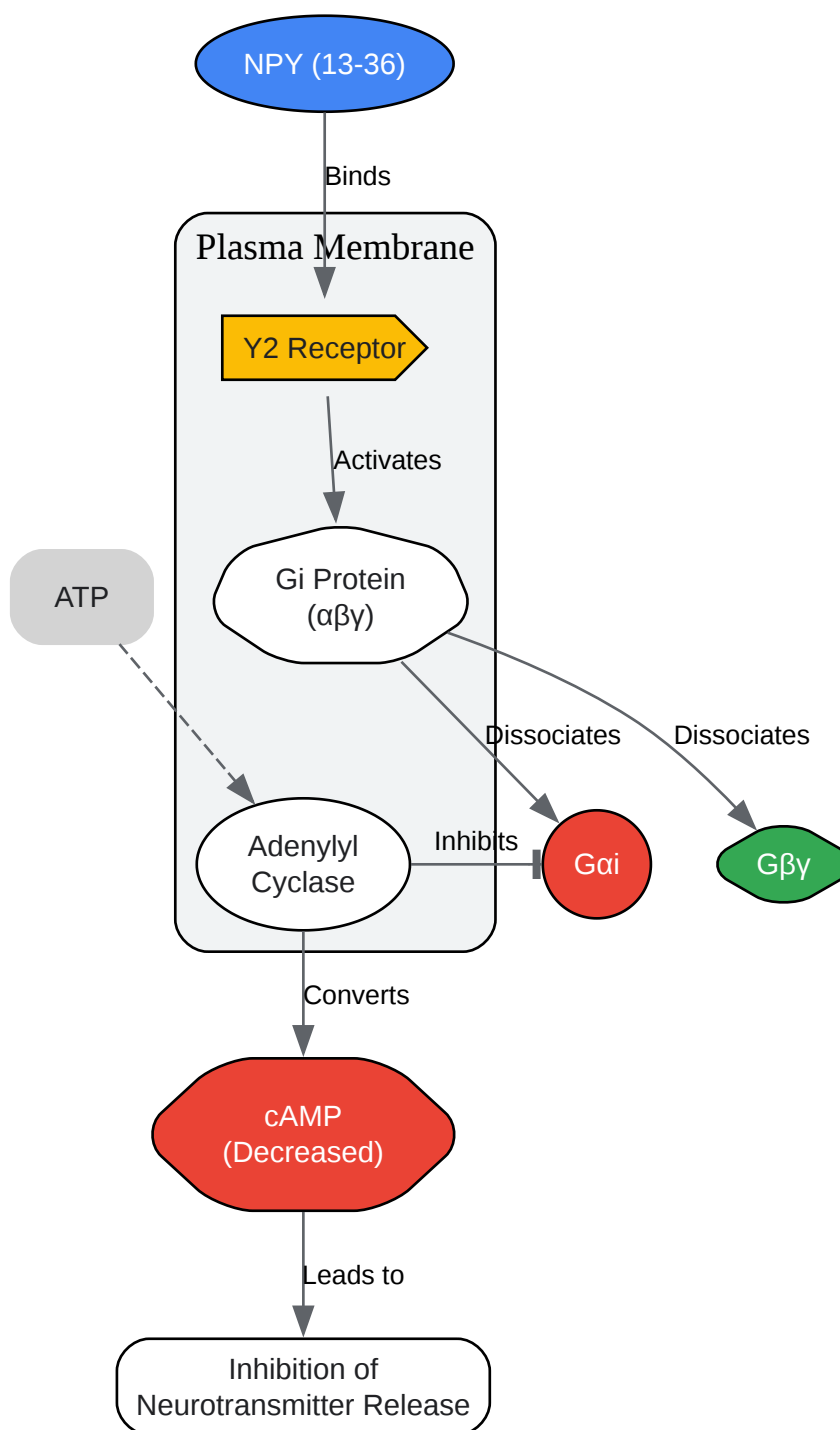 NPY (13-36)
Binds
Plasma Membrane
Y2 Receptor
Activates
Gi Protein
(αβγ)
ATP
Dissociates
Dissociates
Adenylyl
Cyclase
Inhibits
Gαi
Gβγ
Converts
cAMP
(Decreased)
Leads to
Inhibition of
Neurotransmitter Release